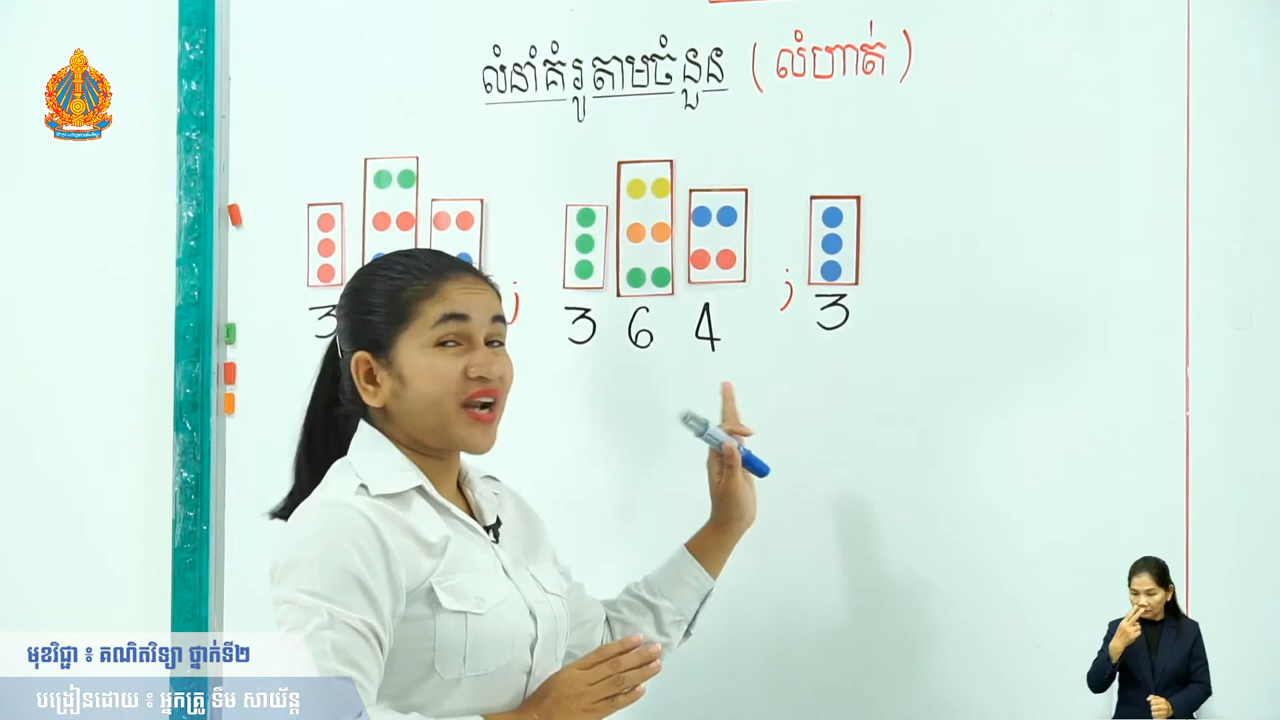 លំនាំគំរូតាមចំនួន (លំហាត់)
3 ; 3 6 4 ; 3
មុខវិជ្ជា ៖ គណិតវិទ្យា ថ្នាក់ទី២
បង្រៀនដោយ ៖ អ្នកគ្រូ ទឹម សាយ័ន្ត